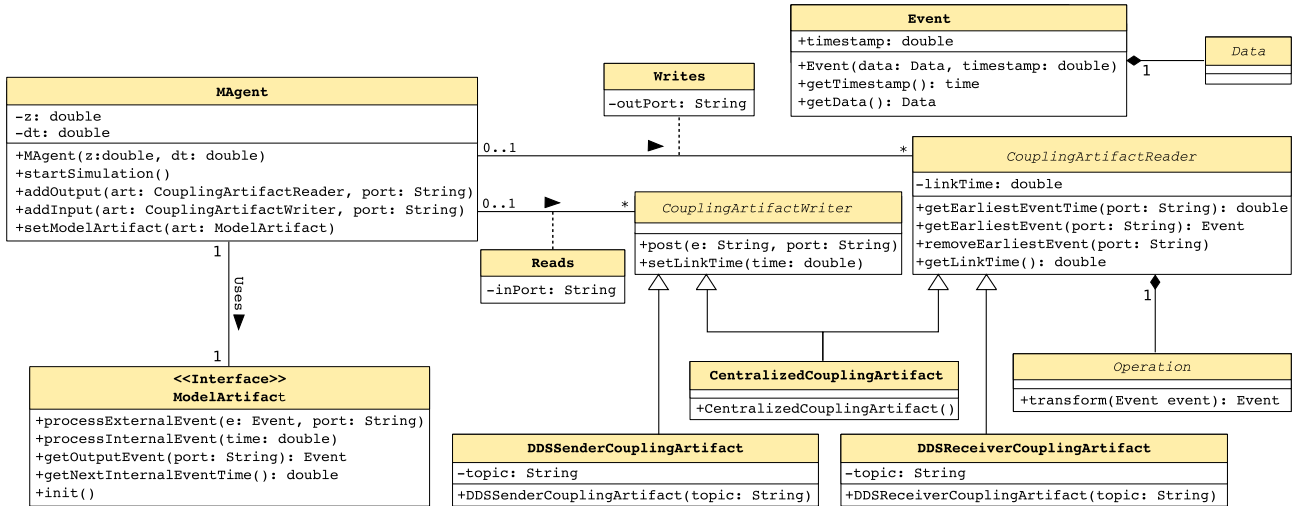 Event
+timestamp: double
+Event(data: Data, timestamp: double)
+getTimestamp(): time
+getData(): Data
1
Data
Writes
-outPort: String
MAgent
-z: double
-dt: double
+MAgent(z:double, dt: double)
+startSimulation()
+addOutput(art: CouplingArtifactReader, port: String)
+addInput(art: CouplingArtifactWriter, port: String)
+setModelArtifact(art: ModelArtifact)
0..1
*
0..1
*
CouplingArtifactReader
-linkTime: double
+getEarliestEventTime(port: String): double
+getEarliestEvent(port: String): Event
+removeEarliestEvent(port: String)
+getLinkTime(): double
CouplingArtifactWriter
+post(e: String, port: String)
+setLinkTime(time: double)
Reads
-inPort: String
1
Uses
1
1
<<Interface>>
ModelArtifact
+processExternalEvent(e: Event, port: String)
+processInternalEvent(time: double)
+getOutputEvent(port: String): Event
+getNextInternalEventTime(): double
+init()
CentralizedCouplingArtifact
+CentralizedCouplingArtifact()
Operation
+transform(Event event): Event
DDSSenderCouplingArtifact
-topic: String
+DDSSenderCouplingArtifact(topic: String)
DDSReceiverCouplingArtifact
-topic: String
+DDSReceiverCouplingArtifact(topic: String)